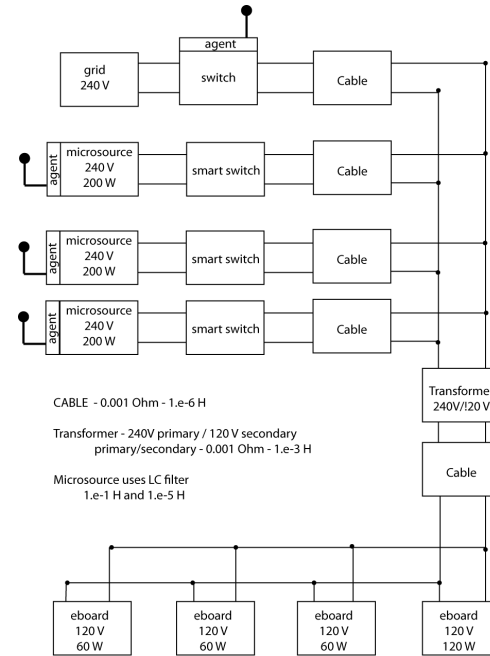 agent
grid
240 V
switch
Cable
agent
microsource
240 V
200 W
smart switch
Cable
agent
microsource
240 V
200 W
smart switch
Cable
agent
microsource
240 V
200 W
smart switch
Cable
Transformer
240V/!20 V
CABLE - 0.001 Ohm - 1.e-6 H
Transformer - 240V primary / 120 V secondary
primary/secondary - 0.001 Ohm - 1.e-3 H
Cable
Microsource uses LC filter
1.e-1 H and 1.e-5 H
eboard
120 V
60 W
eboard
120 V
60 W
eboard
120 V
60 W
eboard
120 V
120 W